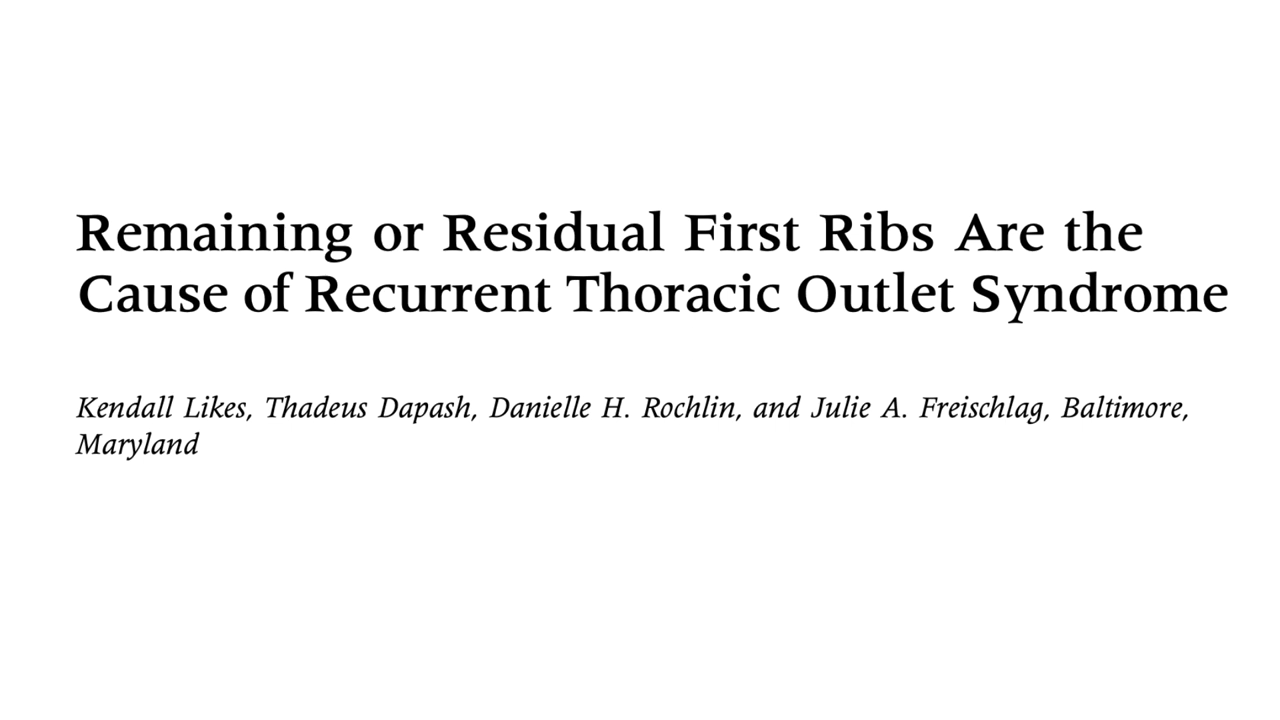 Remaining or Residual First Ribs Are the
Cause of Recurrent Thoracic Outlet Syndrome
Kendall Likes, Thadeus Dapash, Danielle H. Rochlin, and Julie A. Freischlag, Baltimore,
Maryland